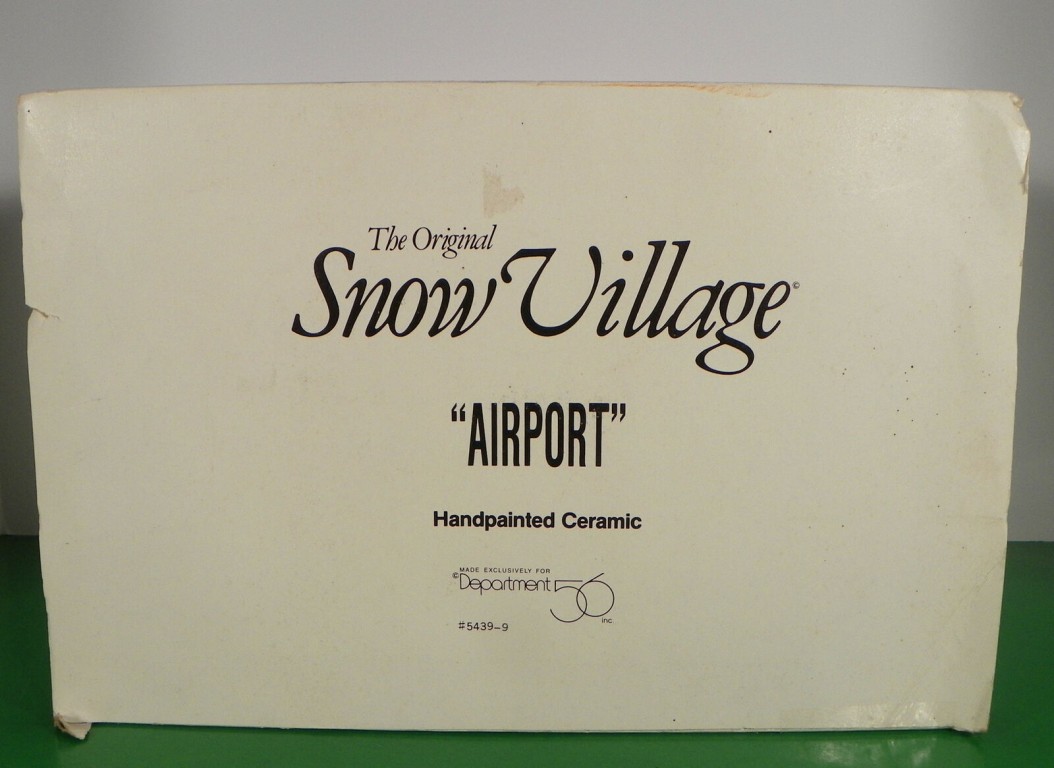 The Original
Snow Village©
"AIRPORT"
Handpainted Ceramic
MADE EXCLUSIVELY FOR
©Department 56 inc.
#5439-9